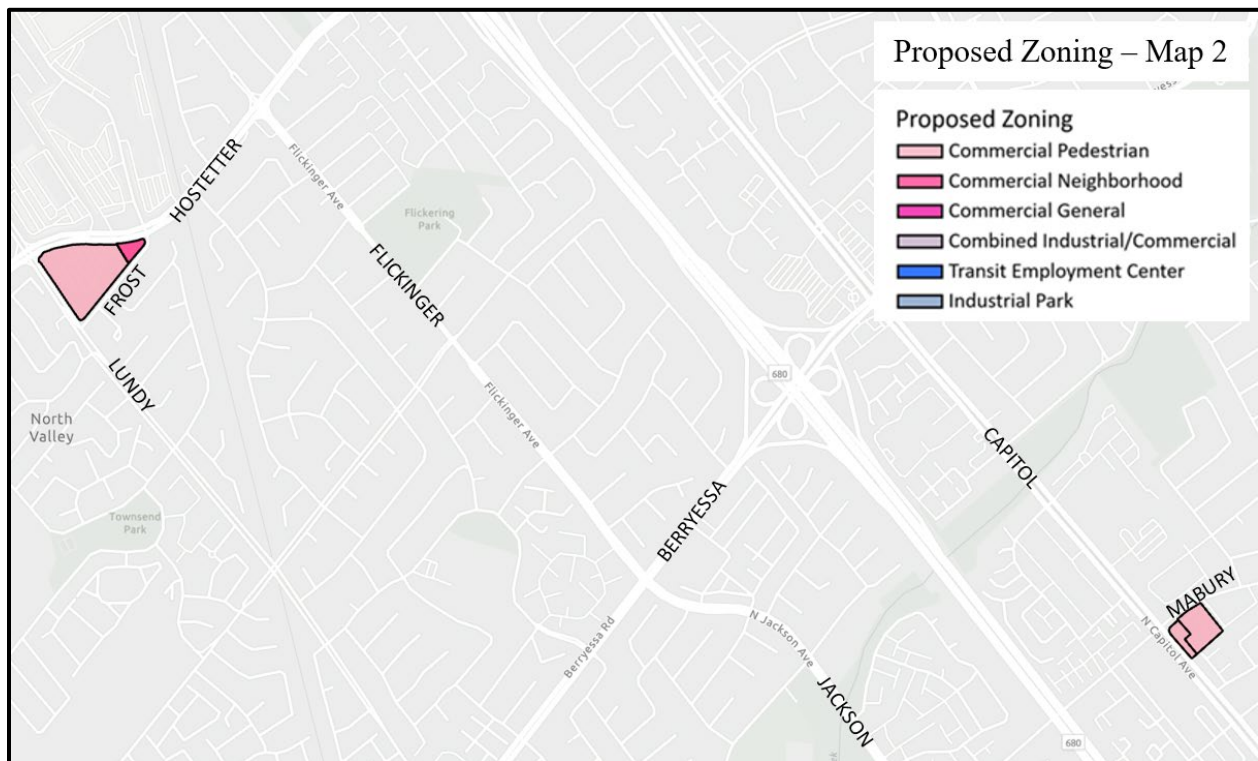 Proposed Zoning – Map 2
Proposed Zoning
Commercial Pedestrian
Commercial Neighborhood
Commercial General
Combined Industrial/Commercial
Transit Employment Center
Industrial Park
HOSTETTER
Flickinger Ave
Flickering
Park
FLICKINGER
FROST
LUNDY
North
Valley
680
Flickinger Ave
CAPITOL
BERRYESSA
Townsend
Park
MABURY
N Capitol Ave
Berryessa Rd
N Jackson Ave
JACKSON
680